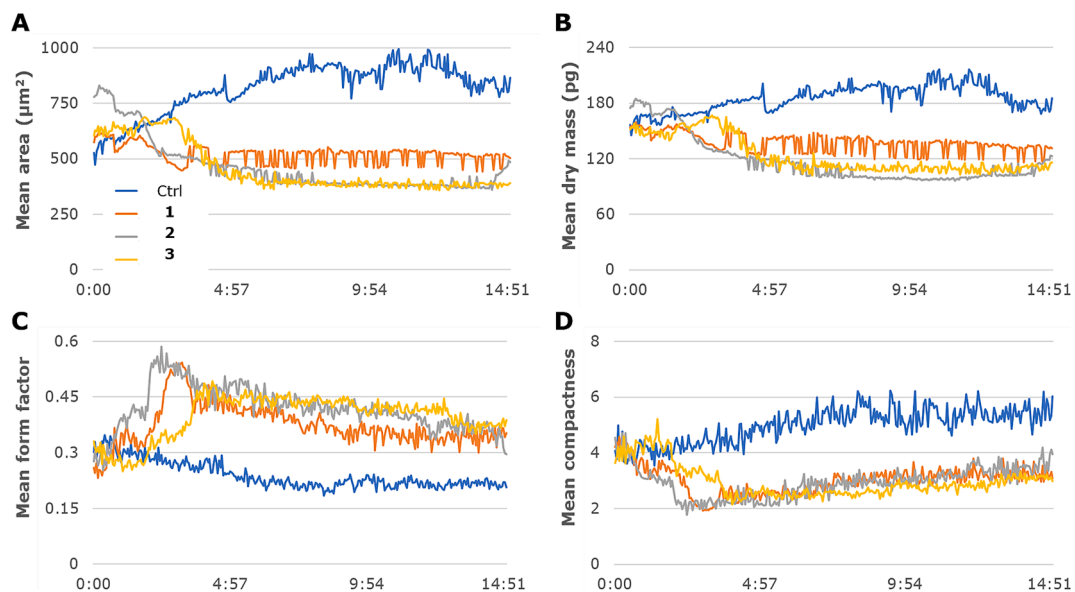 A
Mean area (μm²)
1000
750
500
250
0
Ctrl
1
2
3
0:00 4:57 9:54 14:51
B
Mean dry mass (pg)
240
180
120
60
0
0:00 4:57 9:54 14:51
C
Mean form factor
0.6
0.45
0.3
0.15
0
0:00 4:57 9:54 14:51
D
Mean compactness
8
6
4
2
0
0:00 4:57 9:54 14:51